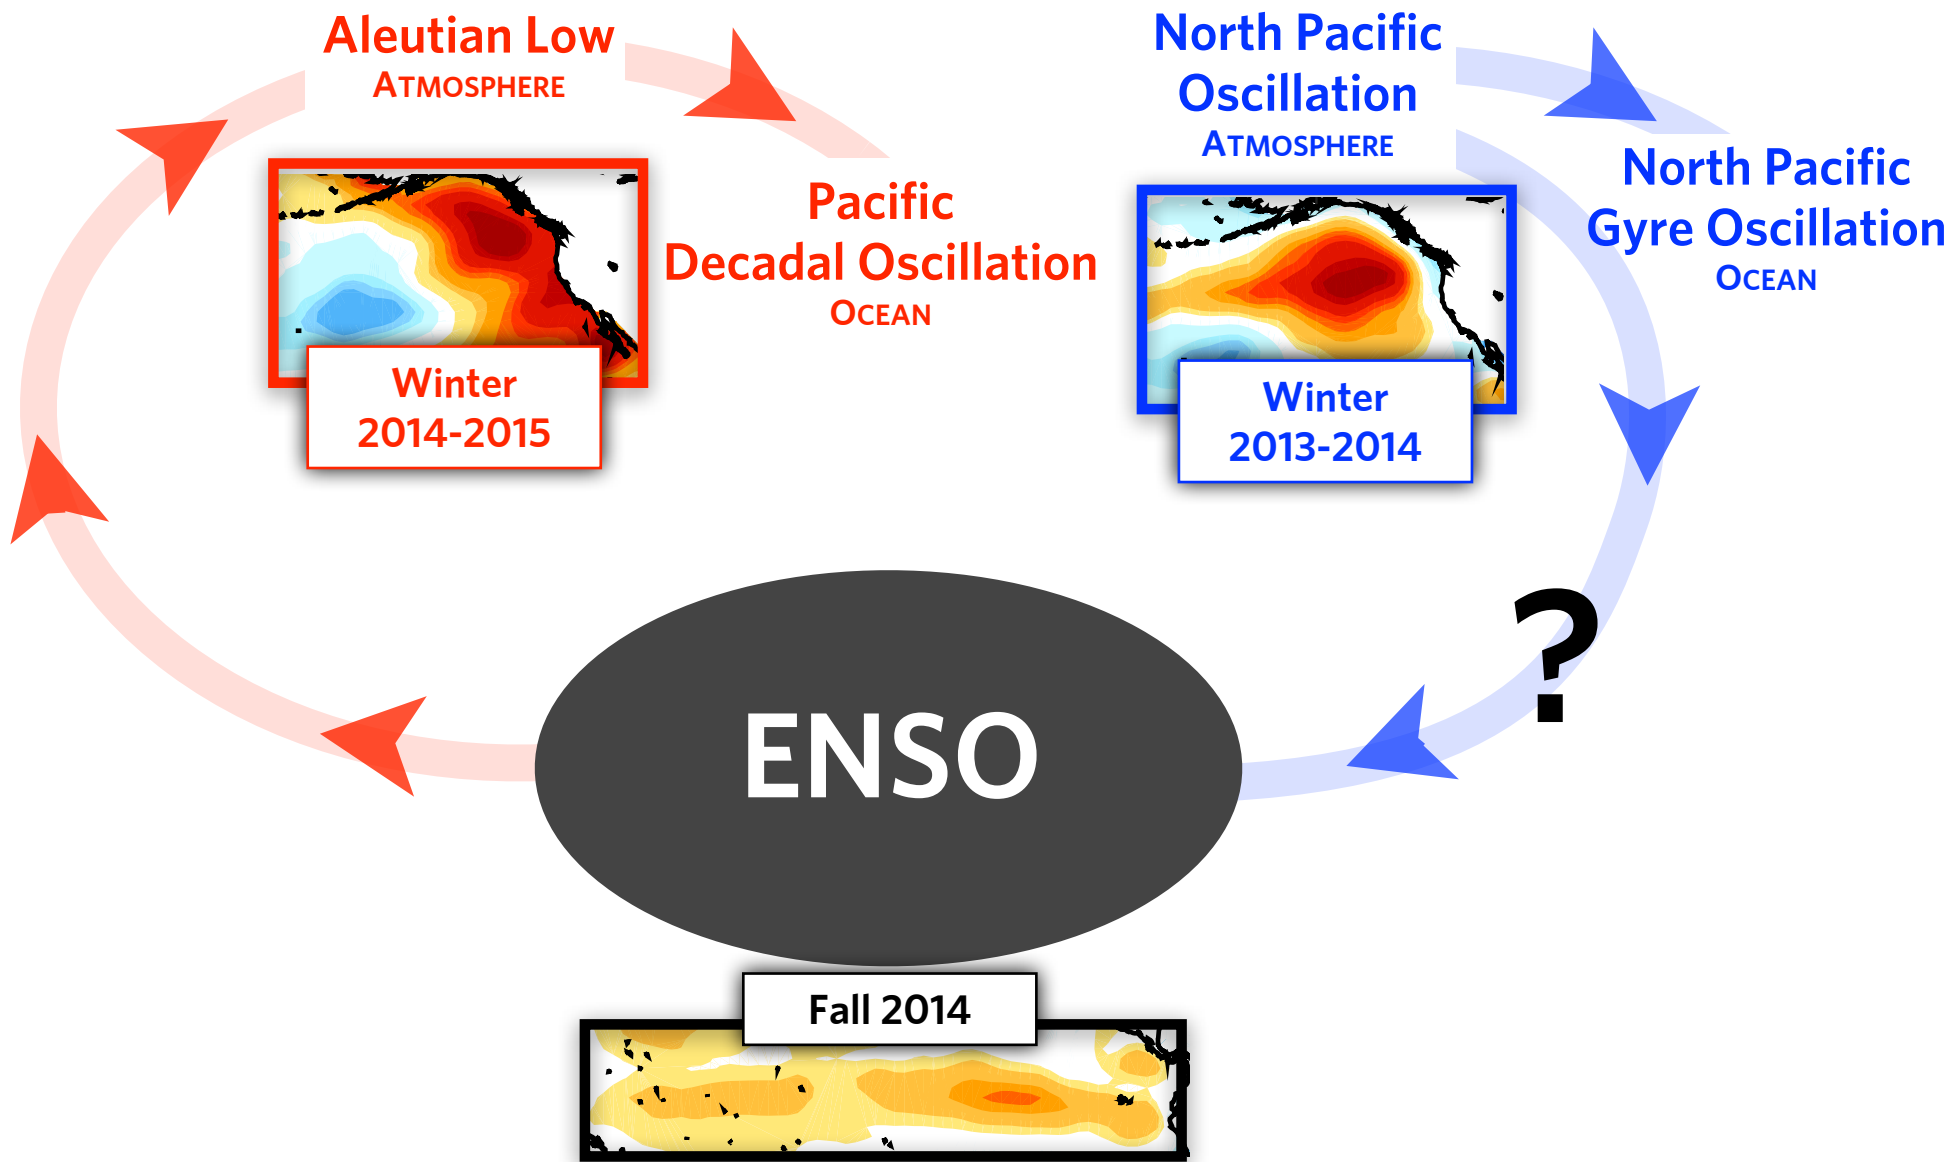 Aleutian Low
ATMOSPHERE
Pacific
Decadal Oscillation
OCEAN
Winter
2014-2015
North Pacific
Oscillation
ATMOSPHERE
North Pacific
Gyre Oscillation
OCEAN
Winter
2013-2014
?
ENSO
Fall 2014